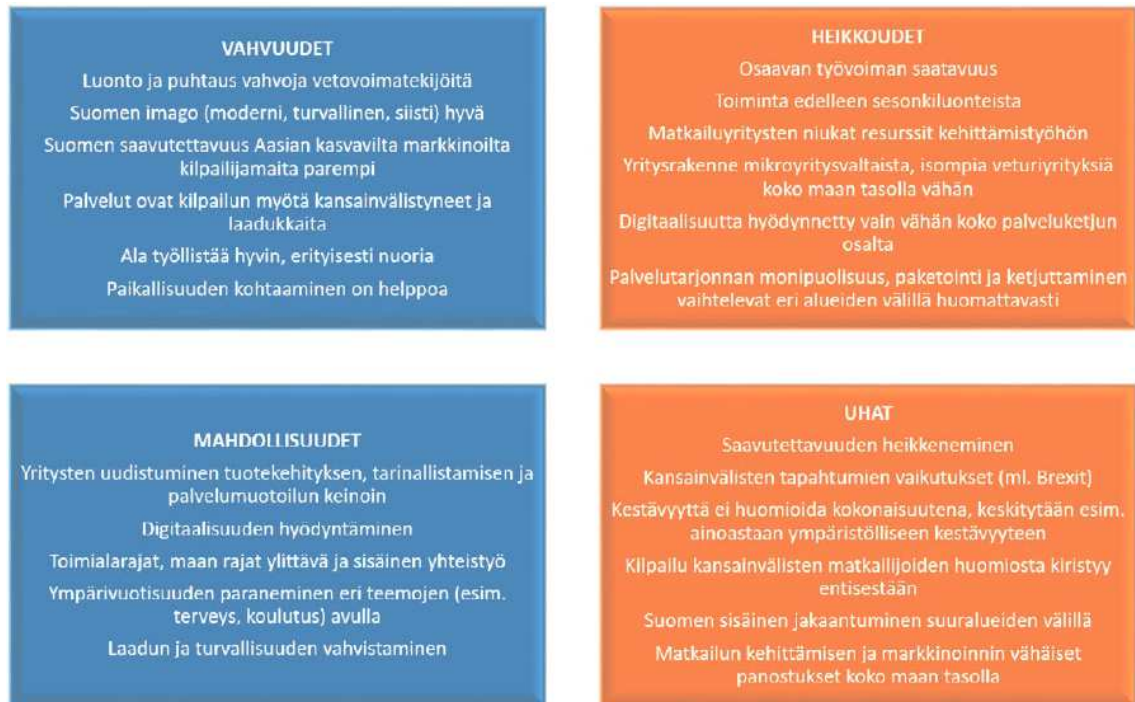 VAHVUUDET
Luonto ja puhtaus vahvoja vetovoimatekijöitä
Suomen imago (moderni, turvallinen, siisti) hyvä
Suomen saavutettavuus Aasian kasvavilta markkinoilta
kilpailijamaita parempi
Palvelut ovat kilpailun myötä kansainvälistyneet ja
laadukkaita
Ala työllistää hyvin, erityisesti nuoria
Paikallisuuden kohtaaminen on helppoa
HEIKKOUDET
Osaavan työvoiman saatavuus
Toiminta edelleen sesonkiluonteista
Matkailuyritysten niukat resurssit kehittämistyöhön
Yritysrakenne mikroyritysvaltaista, isompia veturiyrityksiä
koko maan tasolla vähän
Digitaalisuutta hyödynnetty vain vähän koko palveluketjun
osalta
Palvelutarjonnan monipuolisuus, paketointi ja ketjuttaminen
vaihtelevat eri alueiden välillä huomattavasti
MAHDOLLISUUDET
Yritysten uudistuminen tuotekehityksen, tarinallistamisen ja
palvelumuotoilun keinoin
Digitaalisuuden hyödyntäminen
Toimialarajat, maan rajat ylittävä ja sisäinen yhteistyö
Ympärivuotisuuden paraneminen eri teemojen (esim.
terveys, koulutus) avulla
Laadun ja turvallisuuden vahvistaminen
UHAT
Saavutettavuuden heikkeneminen
Kansainvälisten tapahtumien vaikutukset (ml. Brexit)
Kestävyyttä ei huomioida kokonaisuutena, keskitytään esim.
ainoastaan ympäristölliseen kestävyyteen
Kilpailu kansainvälisten matkailijoiden huomiosta kiristyy
entisestään
Suomen sisäinen jakaantuminen suuralueiden välillä
Matkailun kehittämisen ja markkinoinnin vähäiset
panostukset koko maan tasolla